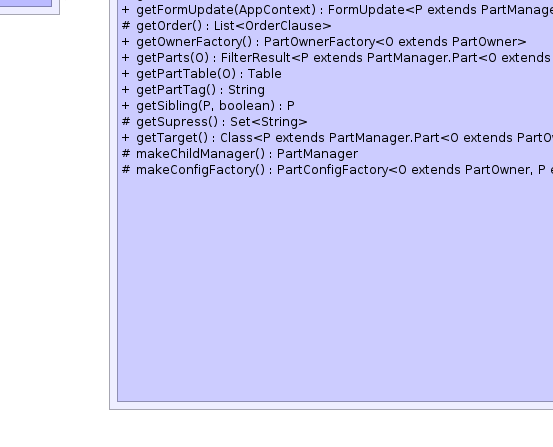 + getFormUpdate(AppContext) : FormUpdate<P extends PartManage
# getOrder() : List<OrderClause>
+ getOwnerFactory() : PartOwnerFactory<O extends PartOwner>
+ getParts(O) : FilterResult<P extends PartManager.Part<O extends
+ getPartTable(O) : Table
+ getPartTag() : String
+ getSibling(P, boolean) : P
# getSupress() : Set<String>
+ getTarget() : Class<P extends PartManager.Part<O extends PartOw
# makeChildManager() : PartManager
# makeConfigFactory() : PartConfigFactory<O extends PartOwner, P e